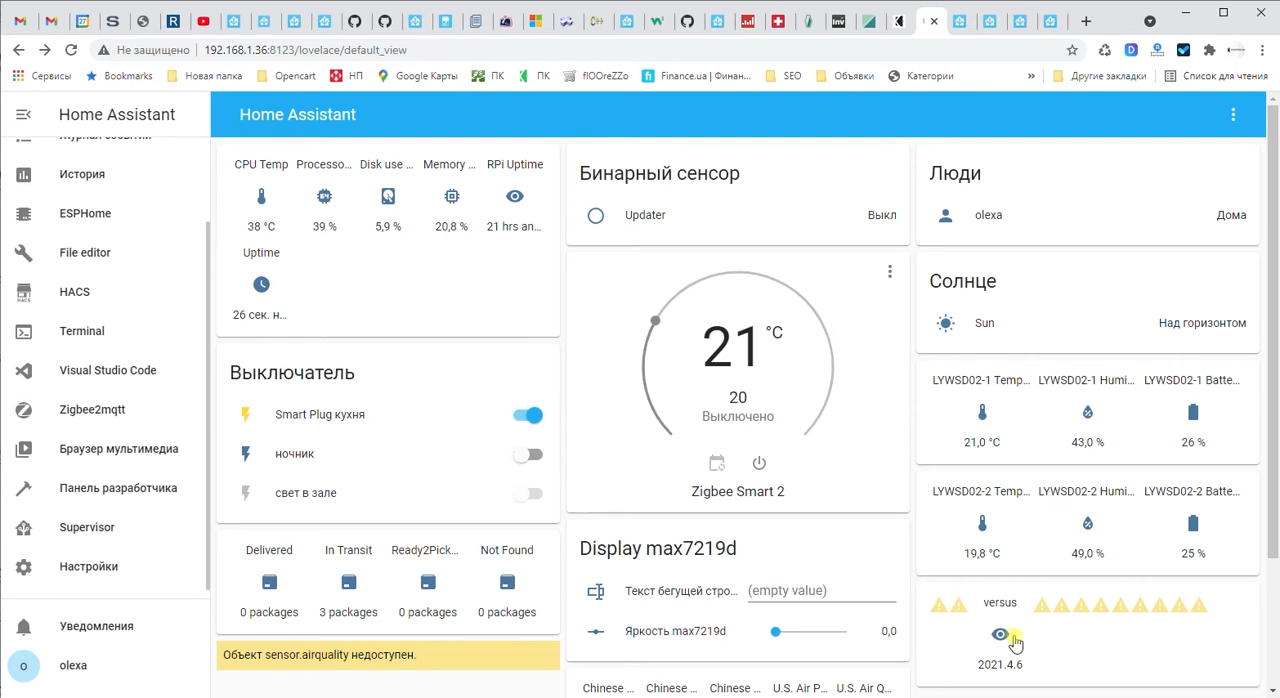 Не защищено
192.168.1.36:8123/lovelace/default_view
Сервисы
Bookmarks
Новая папка
Opencart
НП
Google Карты
ПК
ПК
flOOreZZo
Finance.ua | Финан...
SEO
Объявки
Категории
»
Другие закладки
Список для чтения
Home Assistant
История
ESPHome
File editor
HACS
Terminal
Visual Studio Code
Zigbee2mqtt
Браузер мультимедиа
Панель разработчика
Supervisor
Настройки
Уведомления
o
olexa
Home Assistant
CPU Temp
Processo...
Disk use ...
Memory ...
RPi Uptime
38 °C
39 %
5,9 %
20,8 %
21 hrs an...
Uptime
26 сек. н...
Выключатель
Smart Plug кухня
ночник
свет в зале
Delivered
In Transit
Ready2Pick...
Not Found
0 packages
3 packages
0 packages
0 packages
Объект sensor.airquality недоступен.
Бинарный сенсор
Updater
Выкл
21 °C
20
Выключено
Zigbee Smart 2
Display max7219d
Текст бегущей стро...
(empty value)
Яркость max7219d
0,0
Chinese ...
Chinese ...
Chinese ...
U.S. Air P...
U.S. Air Q...
Люди
olexa
Дома
Солнце
Sun
Над горизонтом
LYWSD02-1 Temp...
LYWSD02-1 Humi...
LYWSD02-1 Batte...
21,0 °C
43,0 %
26 %
LYWSD02-2 Temp...
LYWSD02-2 Humi...
LYWSD02-2 Batte...
19,8 °C
49,0 %
25 %
versus
2021.4.6